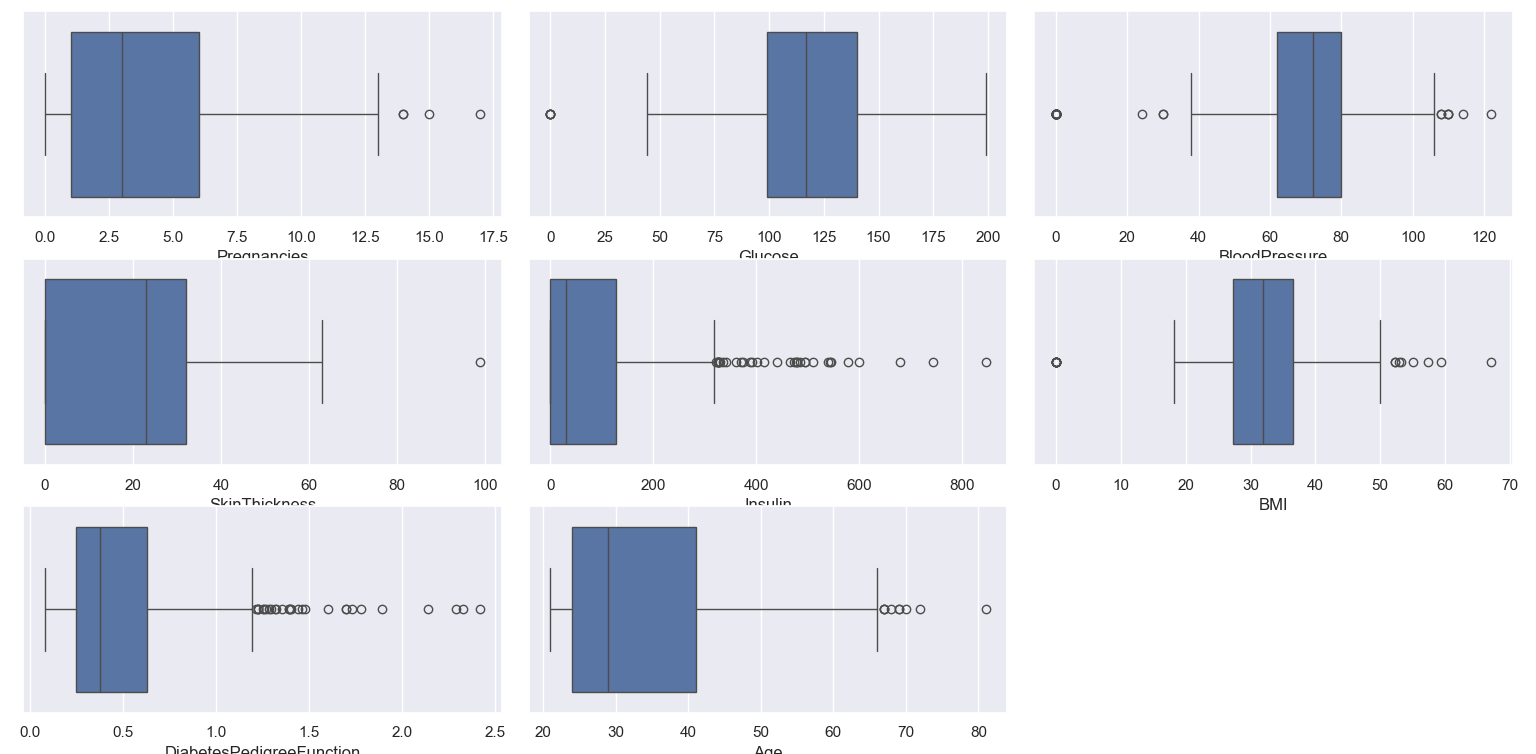 0.0 2.5 5.0 7.5 10.0 12.5 15.0 17.5
Pregnancies
0 25 50 75 100 125 150 175 200
Glucose
0 20 40 60 80 100 120
BloodPressure
0 20 40 60 80 100
SkinThickness
0 200 400 600 800
Insulin
0 10 20 30 40 50 60 70
BMI
0.0 0.5 1.0 1.5 2.0 2.5
DiabetesPedigreeFunction
20 30 40 50 60 70 80
Age